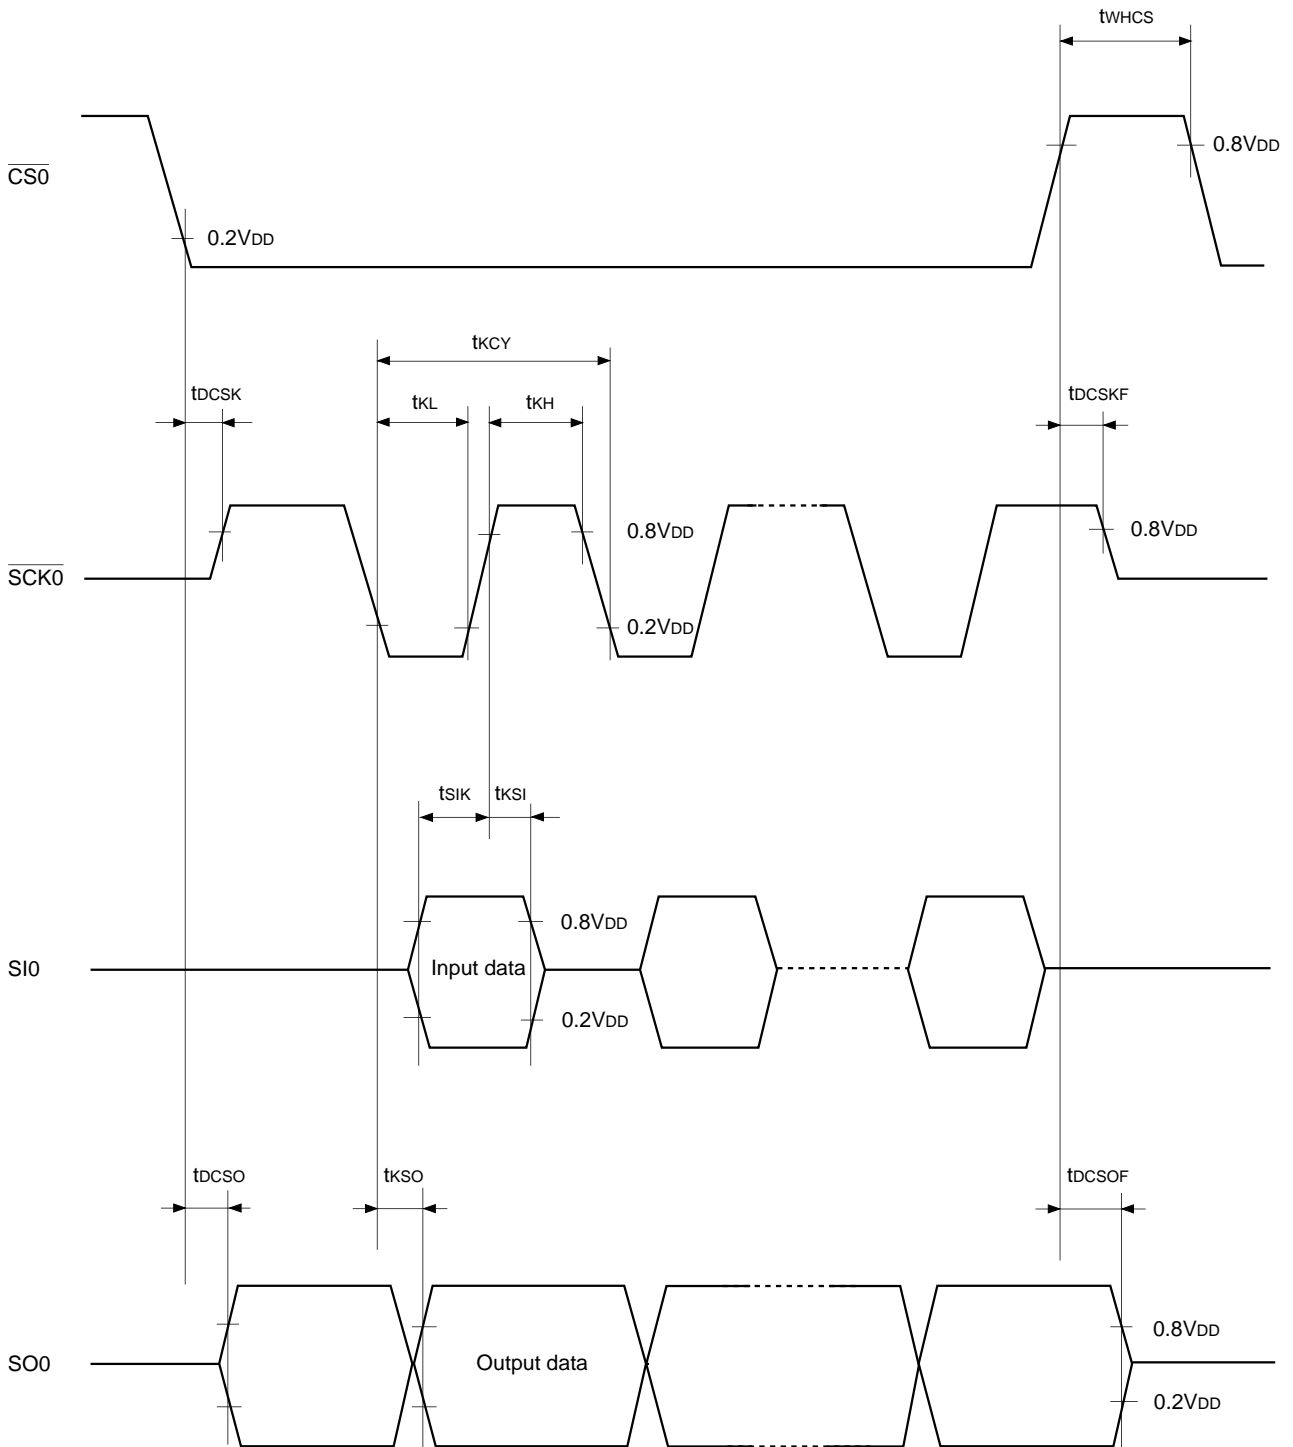 tWHCS
CS0
0.8VDD
0.2VDD
tKCY
tDCSK
tKL
tKH
tDCSKF
SCK0
0.8VDD
0.8VDD
0.2VDD
tSIK
tKSI
0.8VDD
SI0
Input data
0.2VDD
tDCSO
tKSO
tDCSOF
0.8VDD
SO0
Output data
0.2VDD